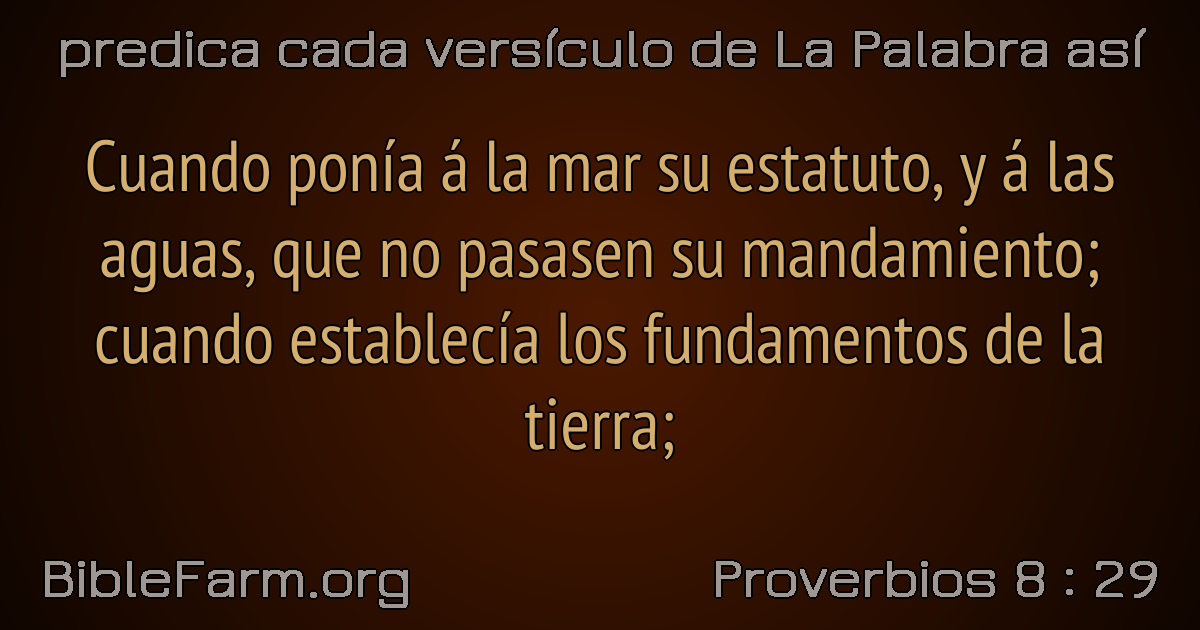 predica cada versículo de La Palabra así
Cuando ponía á la mar su estatuto, y á las
aguas, que no pasasen su mandamiento;
cuando establecía los fundamentos de la
tierra;
BibleFarm.org
Proverbios 8 : 29